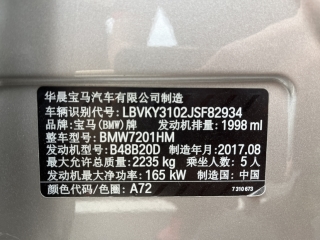 华晨宝马汽车有限公司制造
车辆识别代号: LBVKY3102JSF82934
品牌: 宝马(BMW)牌 发动机排量: 1998 ml
整车型号: BMW7201HM
发动机型号: B48B20D 制造年月: 2017.08
最大允许总质量: 2235 kg 乘坐人数: 5 人
发动机最大净功率: 165 kW 制造国: 中国
颜色代码/色圈: A72
7 310 673